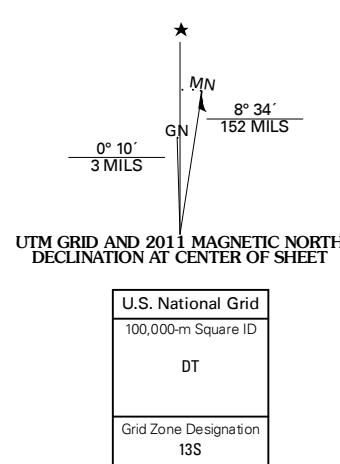 ★
MN
GN
8° 34´
152 MILS
0° 10´
3 MILS
UTM GRID AND 2011 MAGNETIC NORTH
DECLINATION AT CENTER OF SHEET
U.S. National Grid
100,000-m Square ID
DT
Grid Zone Designation
13S